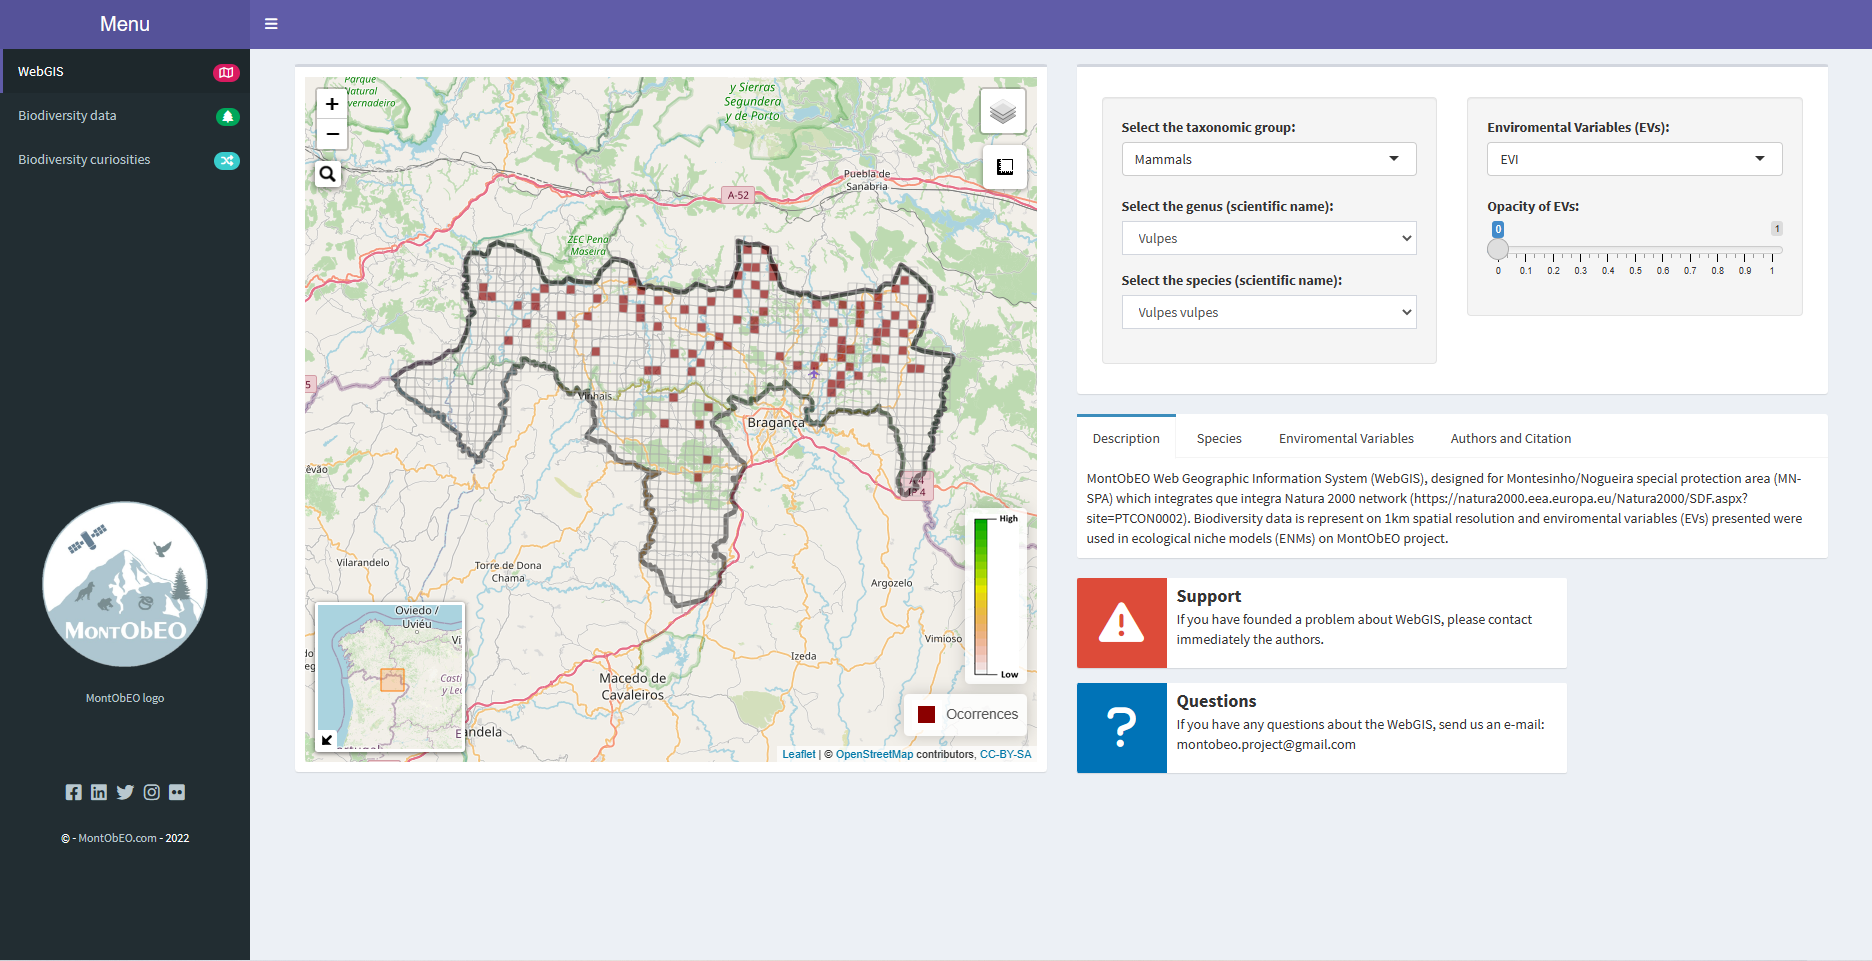 Menu
WebGIS
Biodiversity data
Biodiversity curiosities
MONTOBEO
MontObEO logo
© - MontObEO.com - 2022
+
−
Parque
Natural
vernadeiro
y Sierras
Segundera
y de Porto
Puebla de
Sanabria
A-52
ZEC Pena
Maseira
5
Vinhais
Bragança
A-4
IP 4
Vilarandelo
Torre de Dona
Chama
Argozelo
Vimioso
Izeda
Macedo de
Cavaleiros
Oviedo /
Uviéu
High
Low
Ocorrences
Leaflet | © OpenStreetMap contributors, CC-BY-SA
Select the taxonomic group:
Mammals
Select the genus (scientific name):
Vulpes
Select the species (scientific name):
Vulpes vulpes
Enviromental Variables (EVs):
EVI
Opacity of EVs:
0 1
0 0.1 0.2 0.3 0.4 0.5 0.6 0.7 0.8 0.9 1
Description Species Enviromental Variables Authors and Citation
MontObEO Web Geographic Information System (WebGIS), designed for Montesinho/Nogueira special protection area (MN-
SPA) which integrates que integra Natura 2000 network (https://natura2000.eea.europa.eu/Natura2000/SDF.aspx?
site=PTCON0002). Biodiversity data is represent on 1km spatial resolution and enviromental variables (EVs) presented were
used in ecological niche models (ENMs) on MontObEO project.
Support
If you have founded a problem about WebGIS, please contact
immediately the authors.
Questions
If you have any questions about the WebGIS, send us an e-mail:
montobeo.project@gmail.com